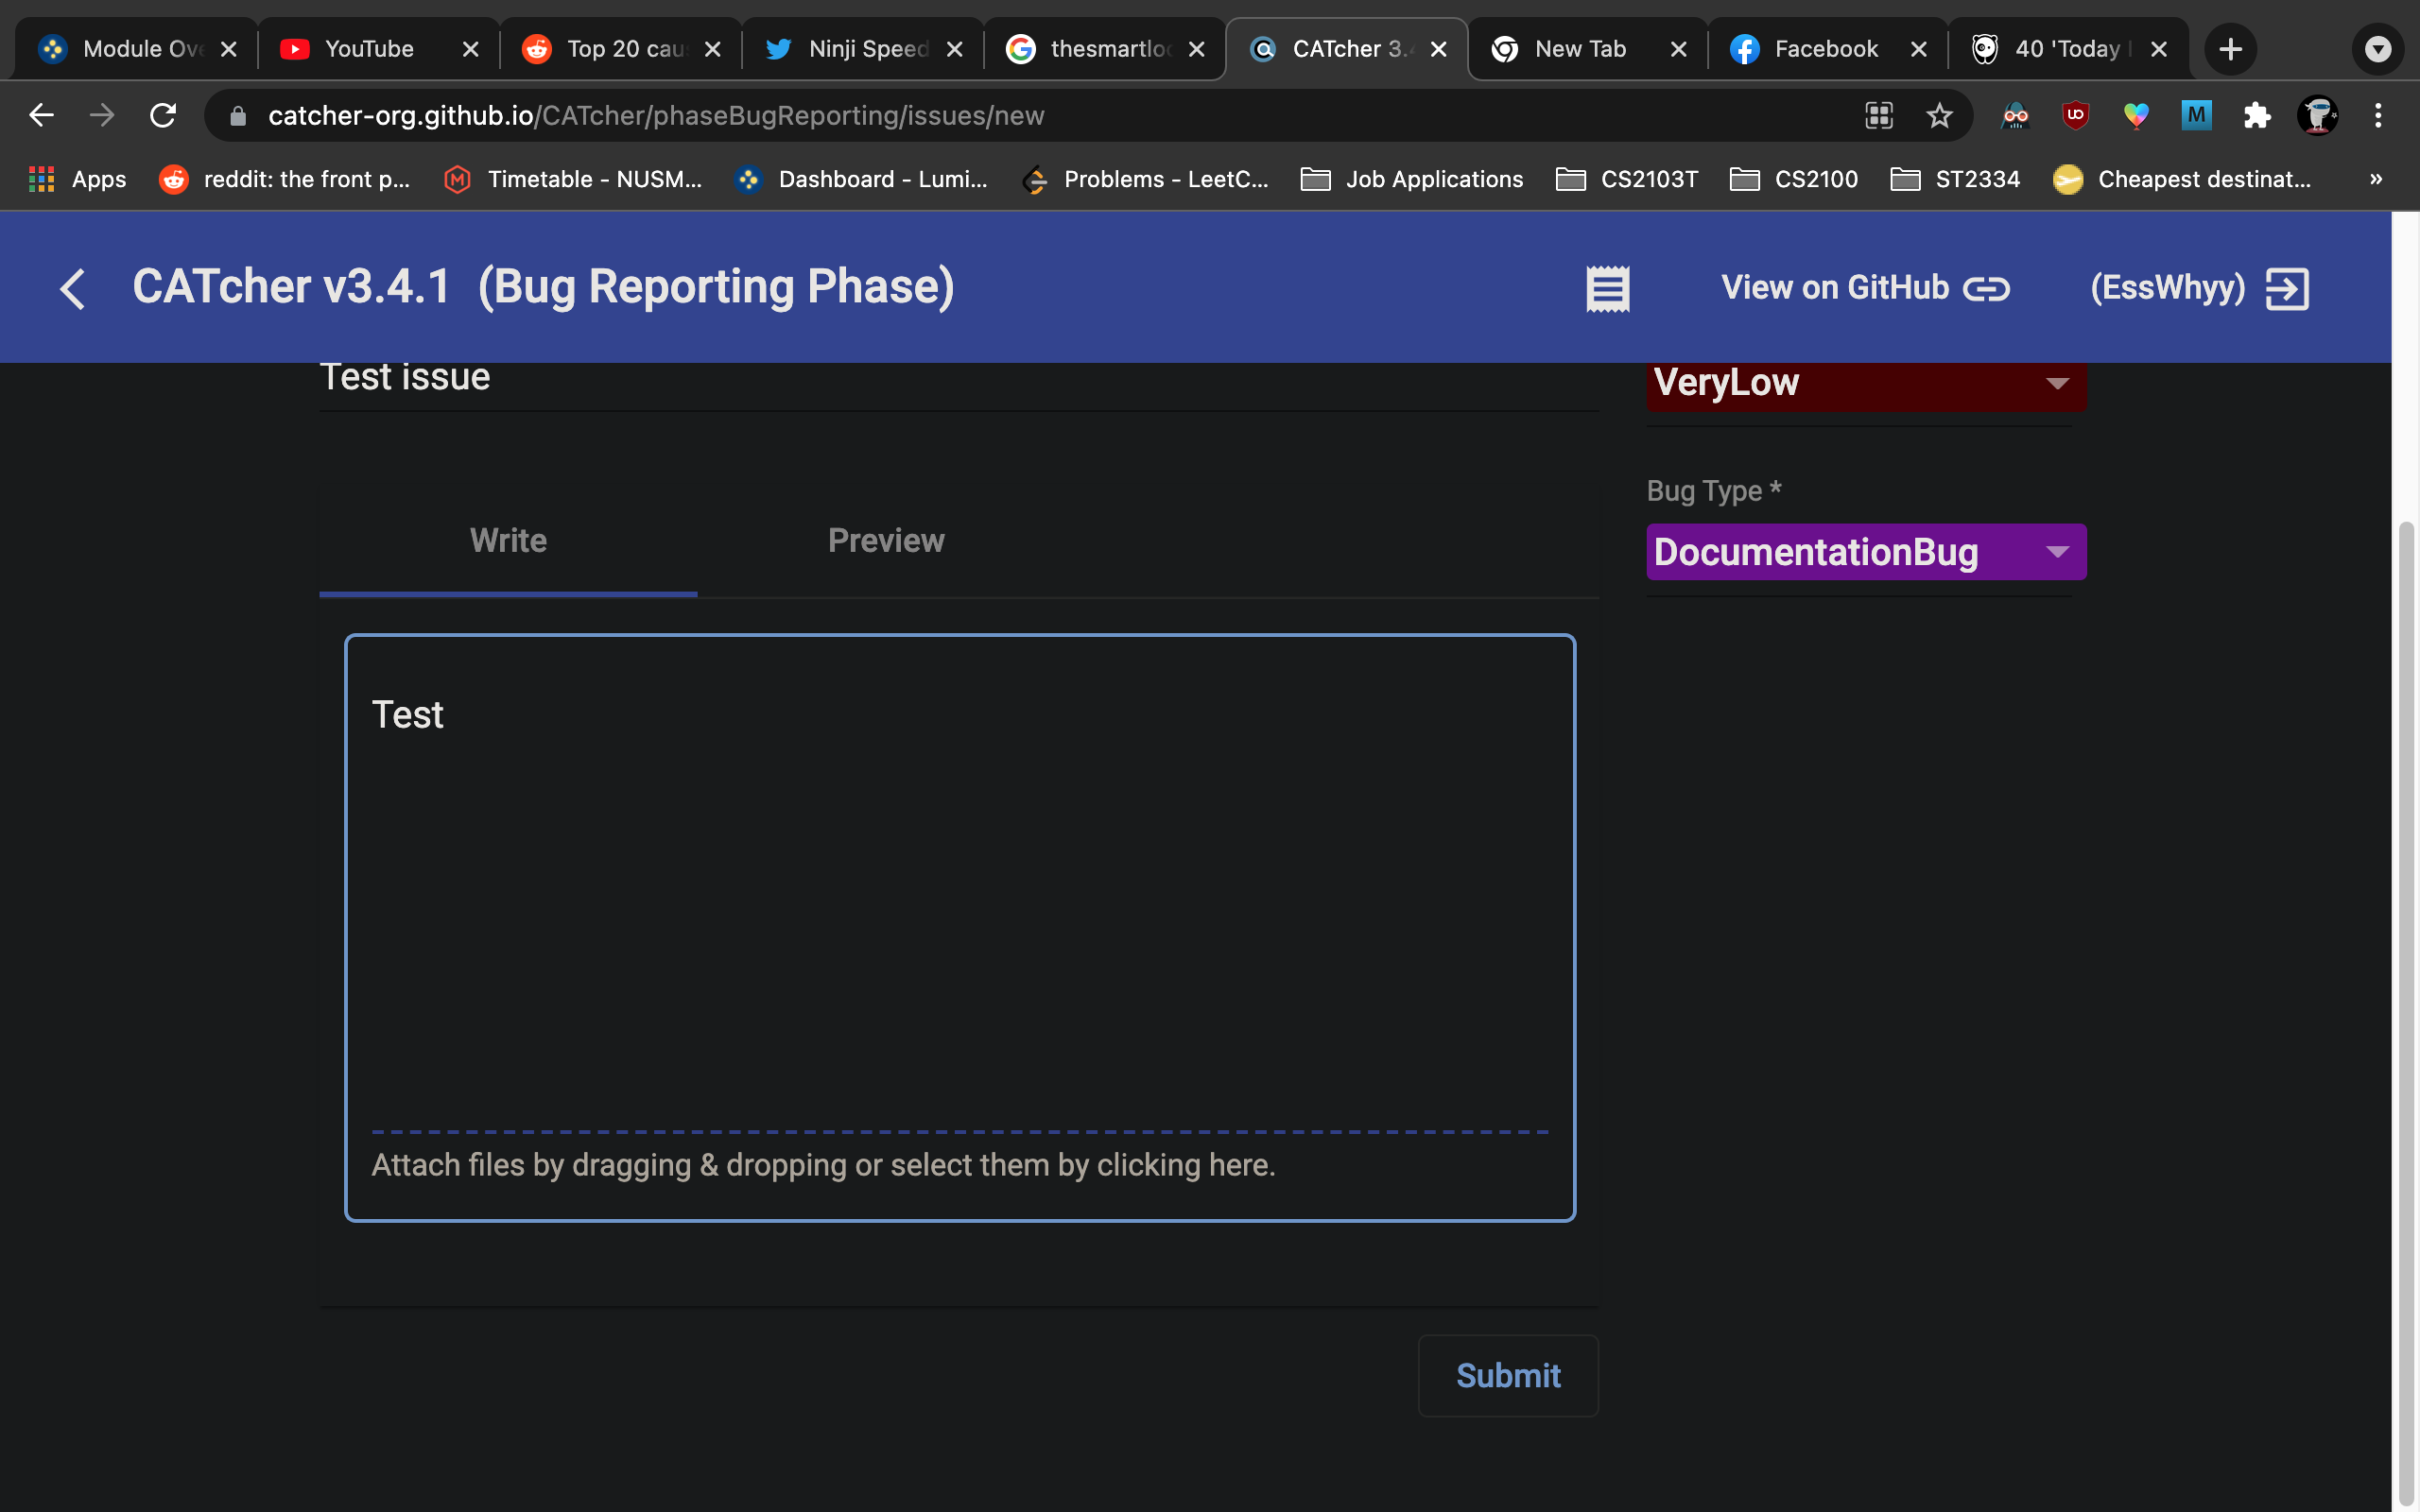 Module Ove
YouTube
Top 20 cau
Ninji Speed
thesmartloc
CATcher 3.4
New Tab
Facebook
40 'Today I
catcher-org.github.io/CATcher/phaseBugReporting/issues/new
Apps
reddit: the front p...
Timetable - NUSM...
Dashboard - Lumi...
Problems - LeetC...
Job Applications
CS2103T
CS2100
ST2334
Cheapest destinat...
»
CATcher v3.4.1 (Bug Reporting Phase)
View on GitHub
(EssWhyy)
Test issue
VeryLow
Bug Type *
DocumentationBug
Write
Preview
Test
Attach files by dragging & dropping or select them by clicking here.
Submit